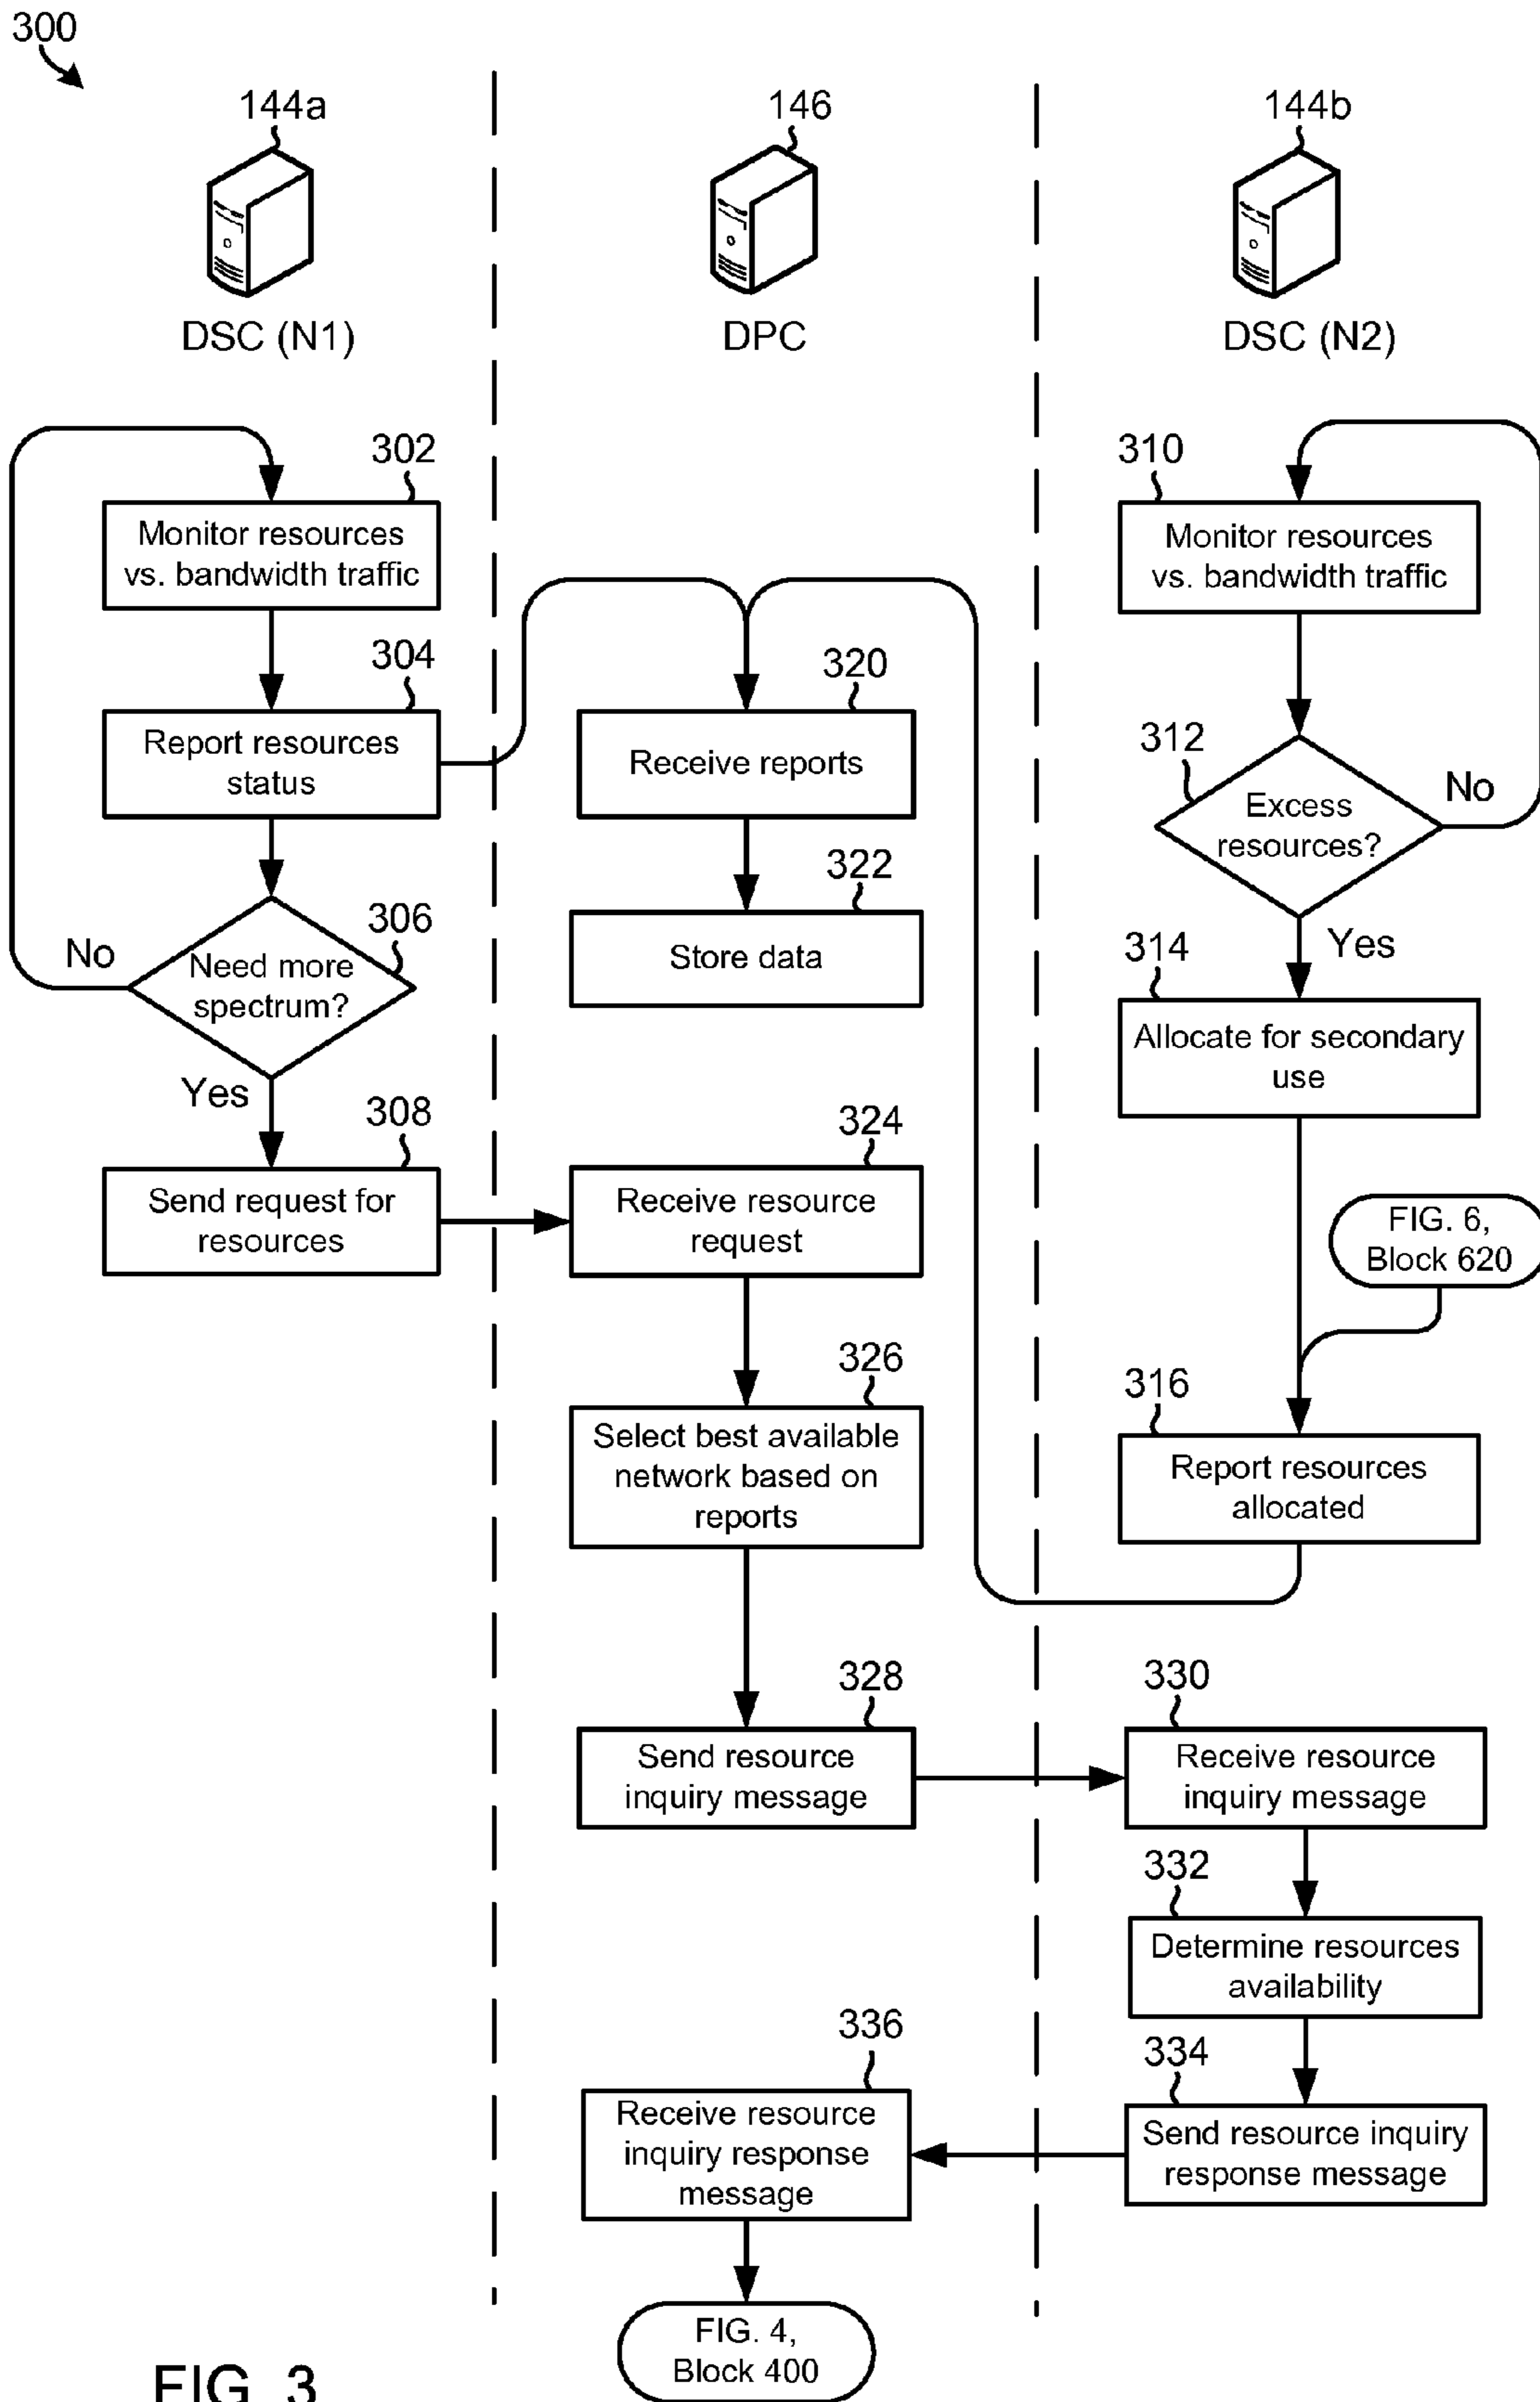 300
144a
146
144b
DSC (N1)
DPC
DSC (N2)
302
Monitor resources
vs. bandwidth traffic
310
Monitor resources
vs. bandwidth traffic
304
Report resources
status
320
Receive reports
312
Excess
resources?
No
Yes
322
Store data
306
Need more
spectrum?
No
Yes
314
Allocate for secondary
use
308
Send request for
resources
324
Receive resource
request
FIG. 6,
Block 620
326
Select best available
network based on
reports
316
Report resources
allocated
328
Send resource
inquiry message
330
Receive resource
inquiry message
332
Determine resources
availability
334
Send resource inquiry
response message
336
Receive resource
inquiry response
message
FIG. 4,
Block 400
FIG. 3